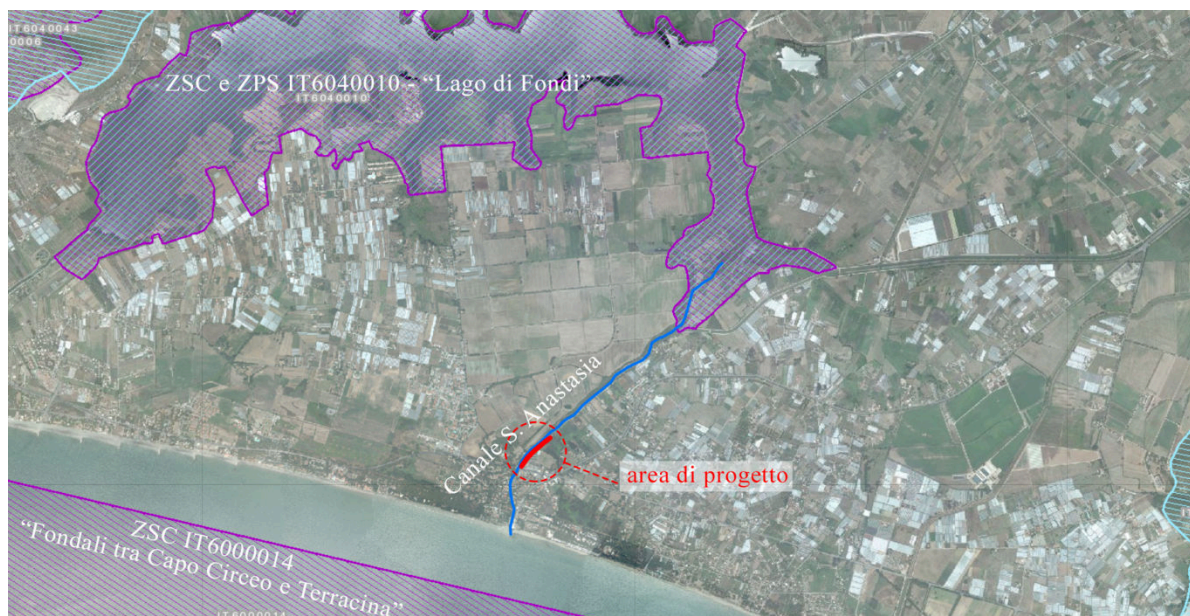 IT6040043
0006
ZSC e ZPS IT6040010 - “Lago di Fondi”
IT6040010
Canale S. Anastasia
area di progetto
ZSC IT6000014
“Fondali tra Capo Circeo e Terracina”
IT6000014